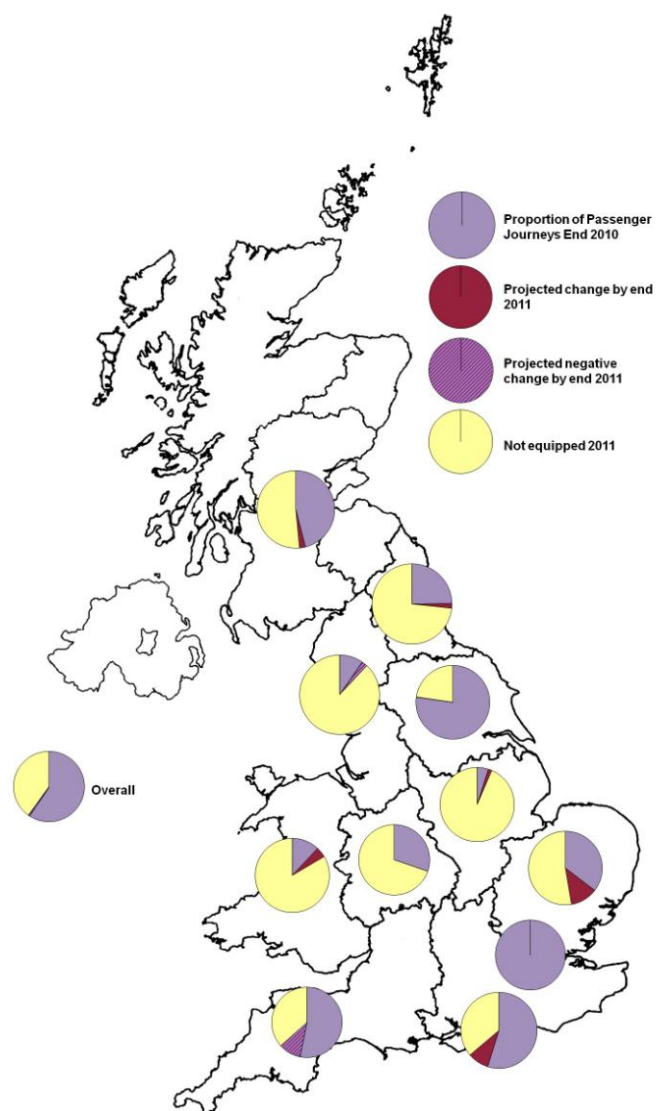 Proportion of Passenger
Journeys End 2010
Projected change by end
2011
Projected negative
change by end 2011
Not equipped 2011
Overall